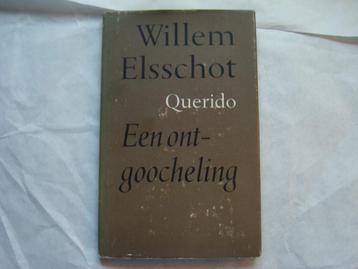 Willem
Elsschot
Querido
Een ont-
goocheling